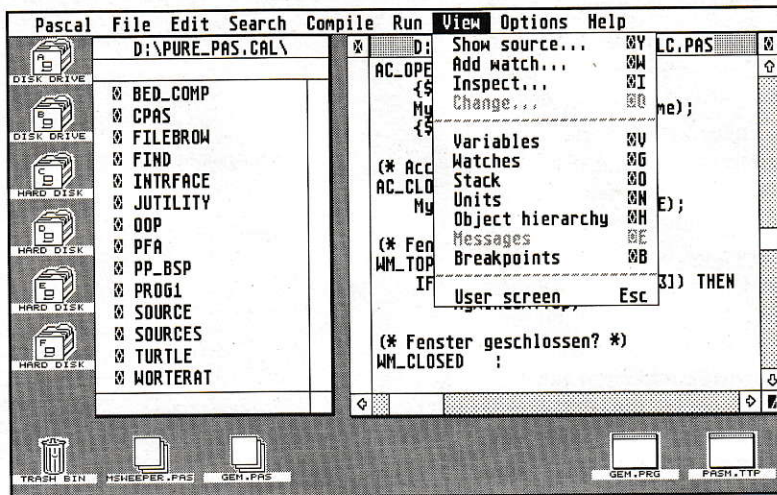 Pascal File Edit Search Compile Run View Options Help
A
DISK DRIVE
B
DISK DRIVE
C
HARD DISK
D
HARD DISK
E
HARD DISK
F
HARD DISK
D:\PURE_PAS.CAL\
BED_COMP
CPAS
FILEBROW
FIND
INTRFACE
JUTILITY
OOP
PFA
PP_BSP
PROG1
SOURCE
SOURCES
TURTLE
WORTERAT
D: LC.PAS
AC_OPE
{$
My me);
{$
(* Acc
AC_CLO
My E);
(* Fen
WM_TOP
IF 3]) THEN
(* Fenster geschlossen? *)
WM_CLOSED :
Show source... Y
Add watch... W
Inspect... I
Change...
Variables V
Watches G
Stack O
Units N
Object hierarchy H
Messages E
Breakpoints B
User screen Esc
TRASH BIN
MSWEEPER.PAS
GEM.PAS
GEM.PRG
PASM.TTP